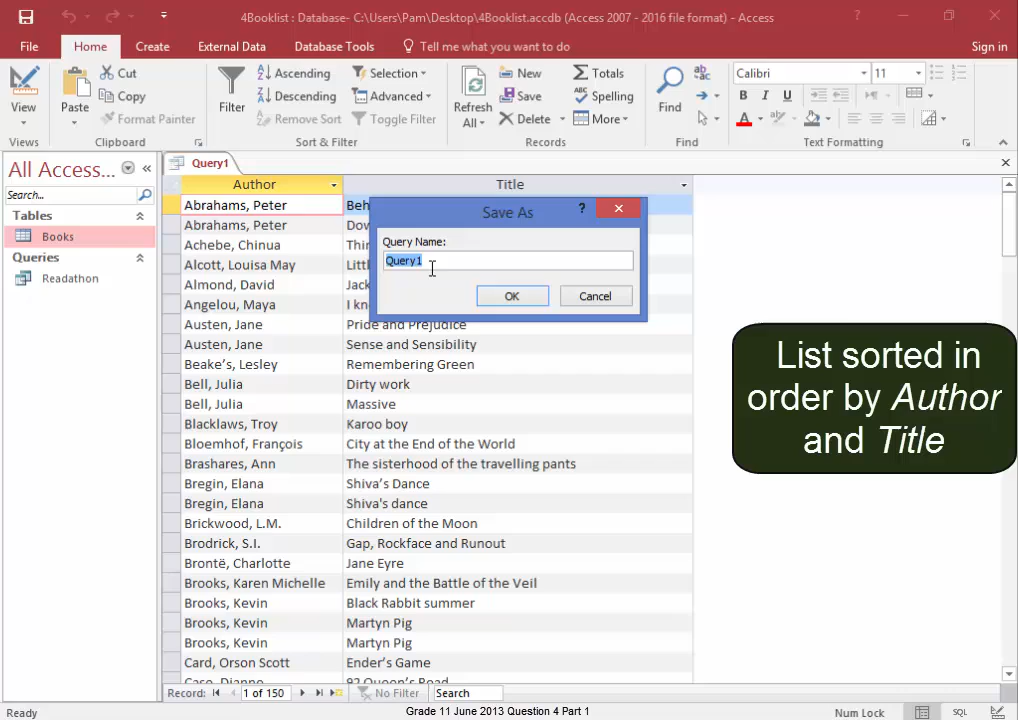 4Booklist : Database- C:\Users\Pam\Desktop\4Booklist.accdb (Access 2007 - 2016 file format) - Access ?
File Home Create External Data Database Tools Tell me what you want to do Sign in
View
Views
Paste
Cut
Copy
Format Painter
Clipboard
Filter
Ascending
Descending
Remove Sort
Selection
Advanced
Toggle Filter
Sort & Filter
Refresh
All
New
Save
Delete
Totals
Spelling
More
Records
Find
Find
Calibri 11
B I U
Text Formatting
All Access...
Search...
Tables
Books
Queries
Readathon
Query1
Author Title
Abrahams, Peter Beh
Abrahams, Peter Dow
Achebe, Chinua Thin
Alcott, Louisa May Littl
Almond, David Jack
Angelou, Maya I kn
Austen, Jane Pride and Prejudice
Austen, Jane Sense and Sensibility
Beake's, Lesley Remembering Green
Bell, Julia Dirty work
Bell, Julia Massive
Blacklaws, Troy Karoo boy
Bloemhof, François City at the End of the World
Brashares, Ann The sisterhood of the travelling pants
Bregin, Elana Shiva’s Dance
Bregin, Elana Shiva's dance
Brickwood, L.M. Children of the Moon
Brodrick, S.I. Gap, Rockface and Runout
Brontë, Charlotte Jane Eyre
Brooks, Karen Michelle Emily and the Battle of the Veil
Brooks, Kevin Black Rabbit summer
Brooks, Kevin Martyn Pig
Brooks, Kevin Martyn Pig
Card, Orson Scott Ender’s Game
Save As ?
Query Name:
Query1
OK Cancel
List sorted in
order by Author
and Title
Record: 1 of 150 No Filter Search
Ready Grade 11 June 2013 Question 4 Part 1 Num Lock SQL